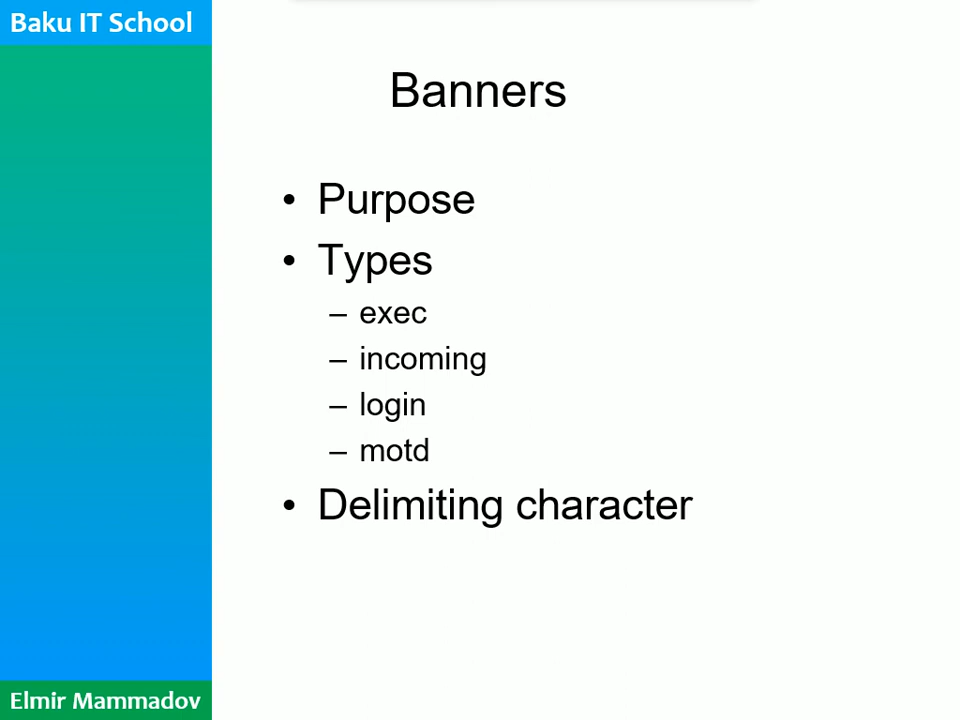 Baku IT School
Banners
• Purpose
• Types
– exec
– incoming
– login
– motd
• Delimiting character
Elmir Mammadov